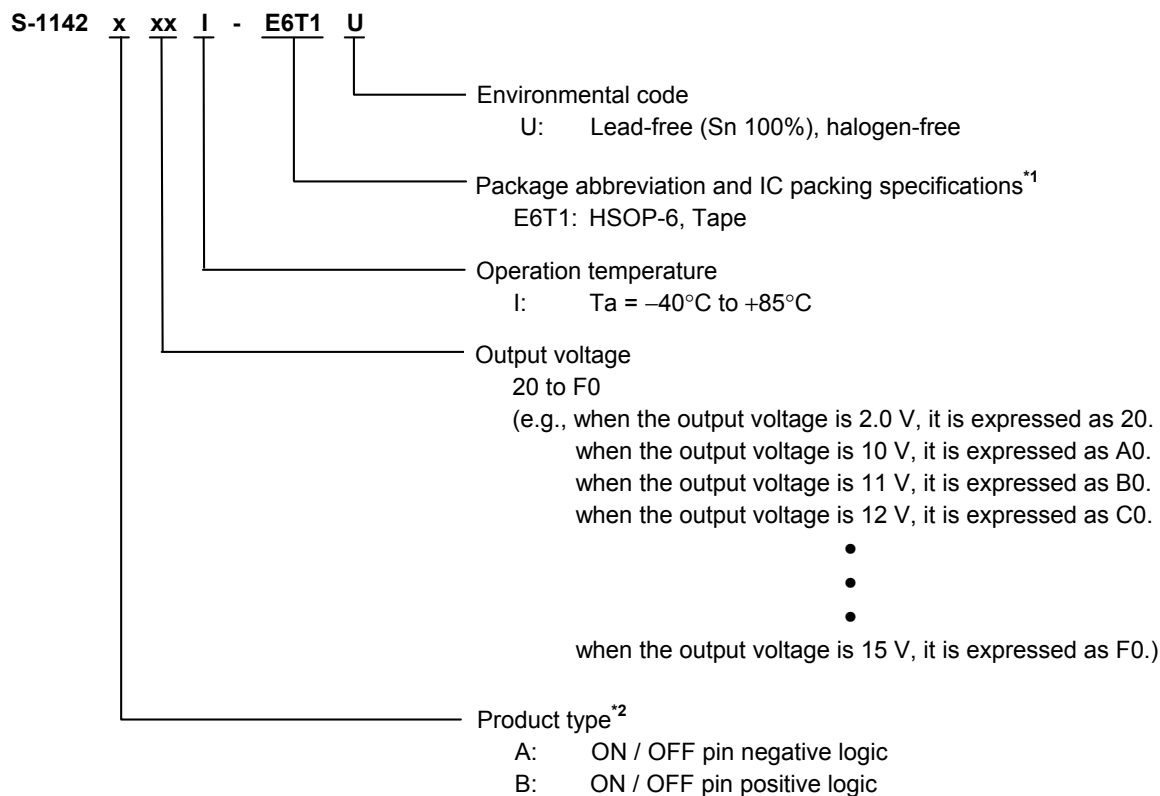 S-1142 x xx I - E6T1 U
Environmental code
U: Lead-free (Sn 100%), halogen-free
Package abbreviation and IC packing specifications*1
E6T1: HSOP-6, Tape
Operation temperature
I: Ta = −40°C to +85°C
Output voltage
20 to F0
(e.g., when the output voltage is 2.0 V, it is expressed as 20.
when the output voltage is 10 V, it is expressed as A0.
when the output voltage is 11 V, it is expressed as B0.
when the output voltage is 12 V, it is expressed as C0.
•
•
•
when the output voltage is 15 V, it is expressed as F0.)
Product type*2
A: ON / OFF pin negative logic
B: ON / OFF pin positive logic